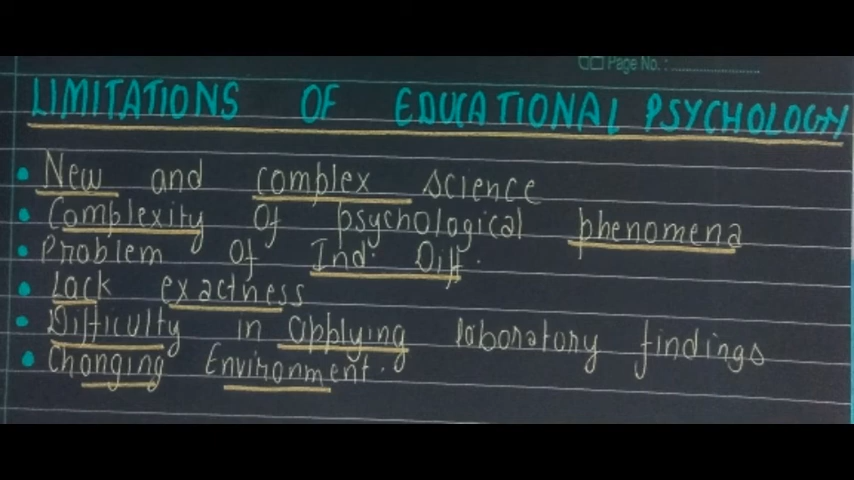 Page No. :
LIMITATIONS OF EDUCATIONAL PSYCHOLOGY
• New and complex science
• Complexity of psychological phenomena
• Problem of Ind. Diff.
• Lack exactness
• Difficulty in applying laboratory findings
• Changing Environment.